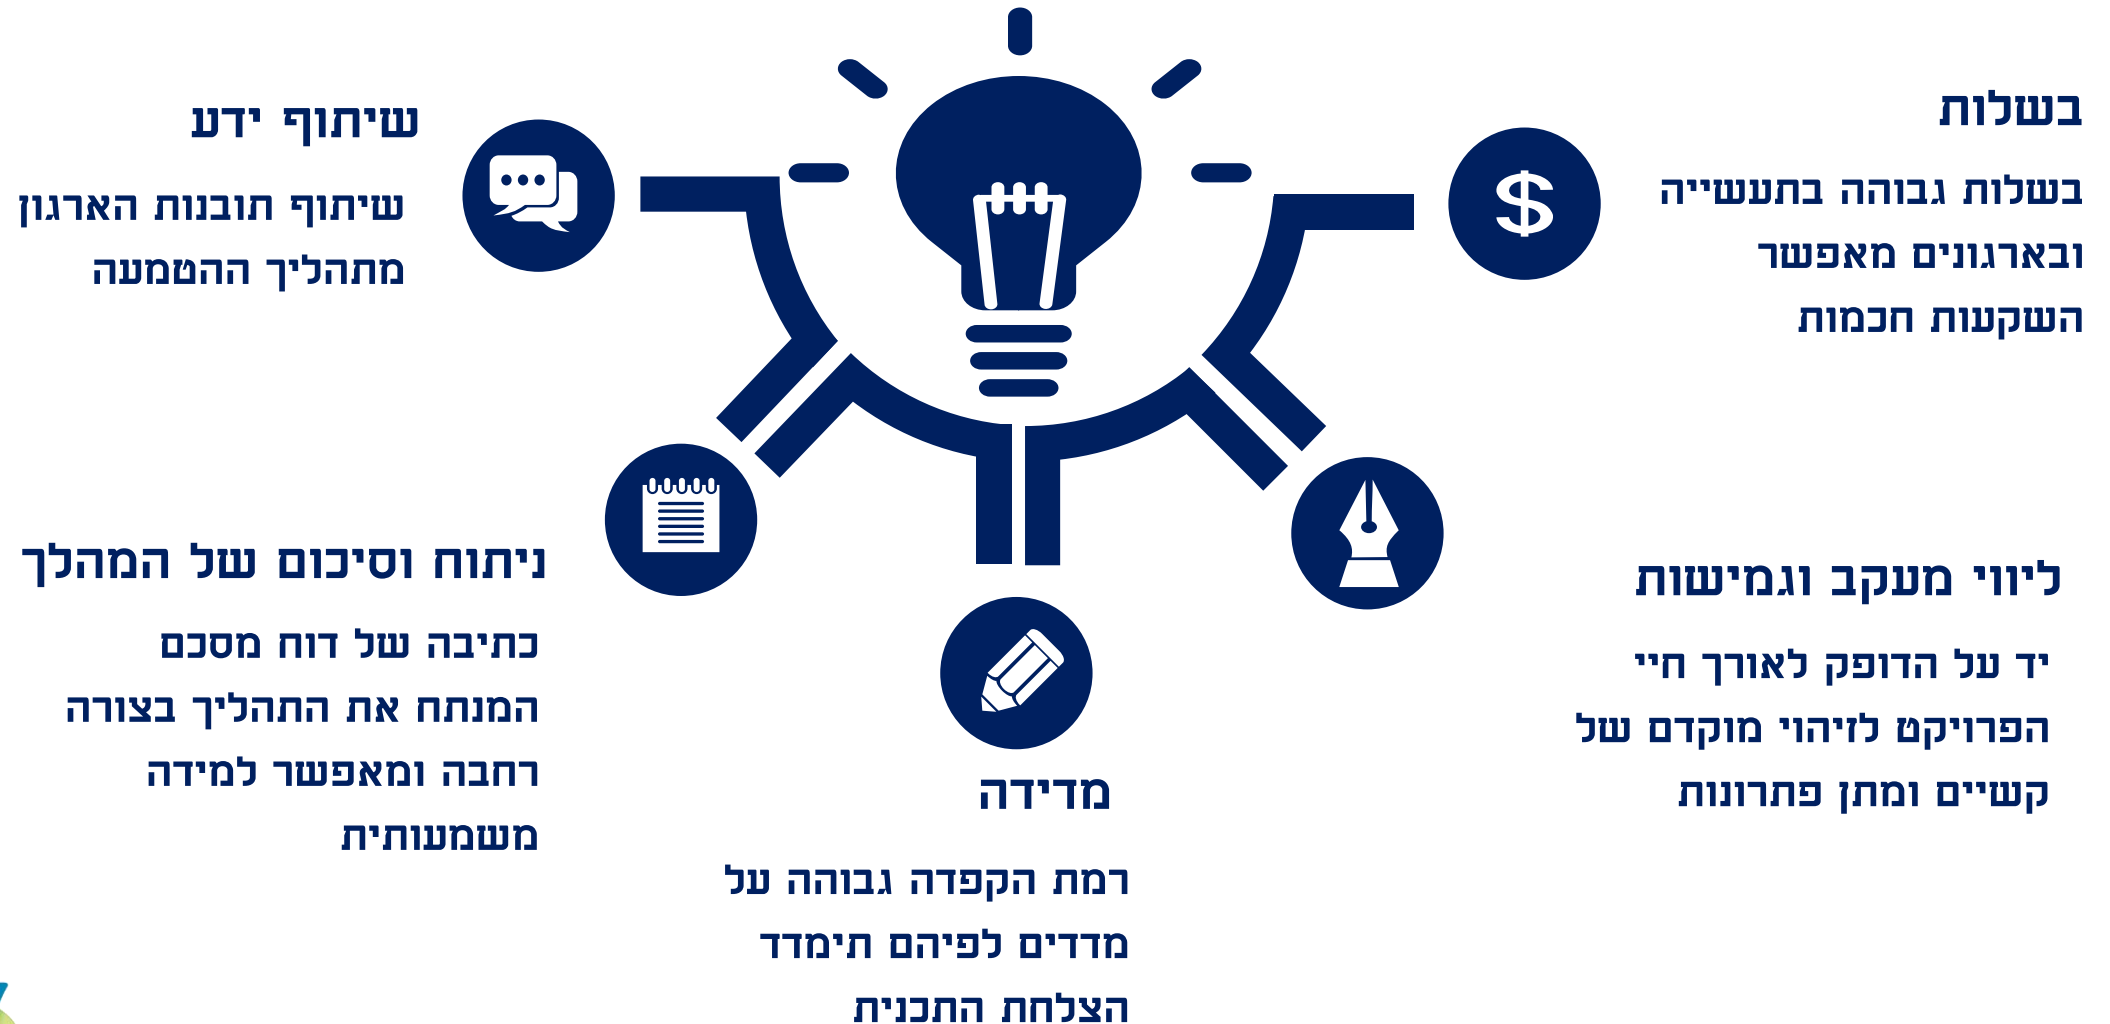 בשלות
בשלות גבוהה בתעשייה
ובארגונים מאפשר
השקעות חכמות
ליווי מעקב וגמישות
יד על הדופק לאורך חיי
הפרויקט לזיהוי מוקדם של
קשיים ומתן פתרונות
מדידה
רמת הקפדה גבוהה על
מדדים לפיהם תימדד
הצלחת התכנית
ניתוח וסיכום של המהלך
כתיבה של דוח מסכם
המנתח את התהליך בצורה
רחבה ומאפשר למידה
משמעותית
שיתוף ידע
שיתוף תובנות הארגון
מתהליך ההטמעה